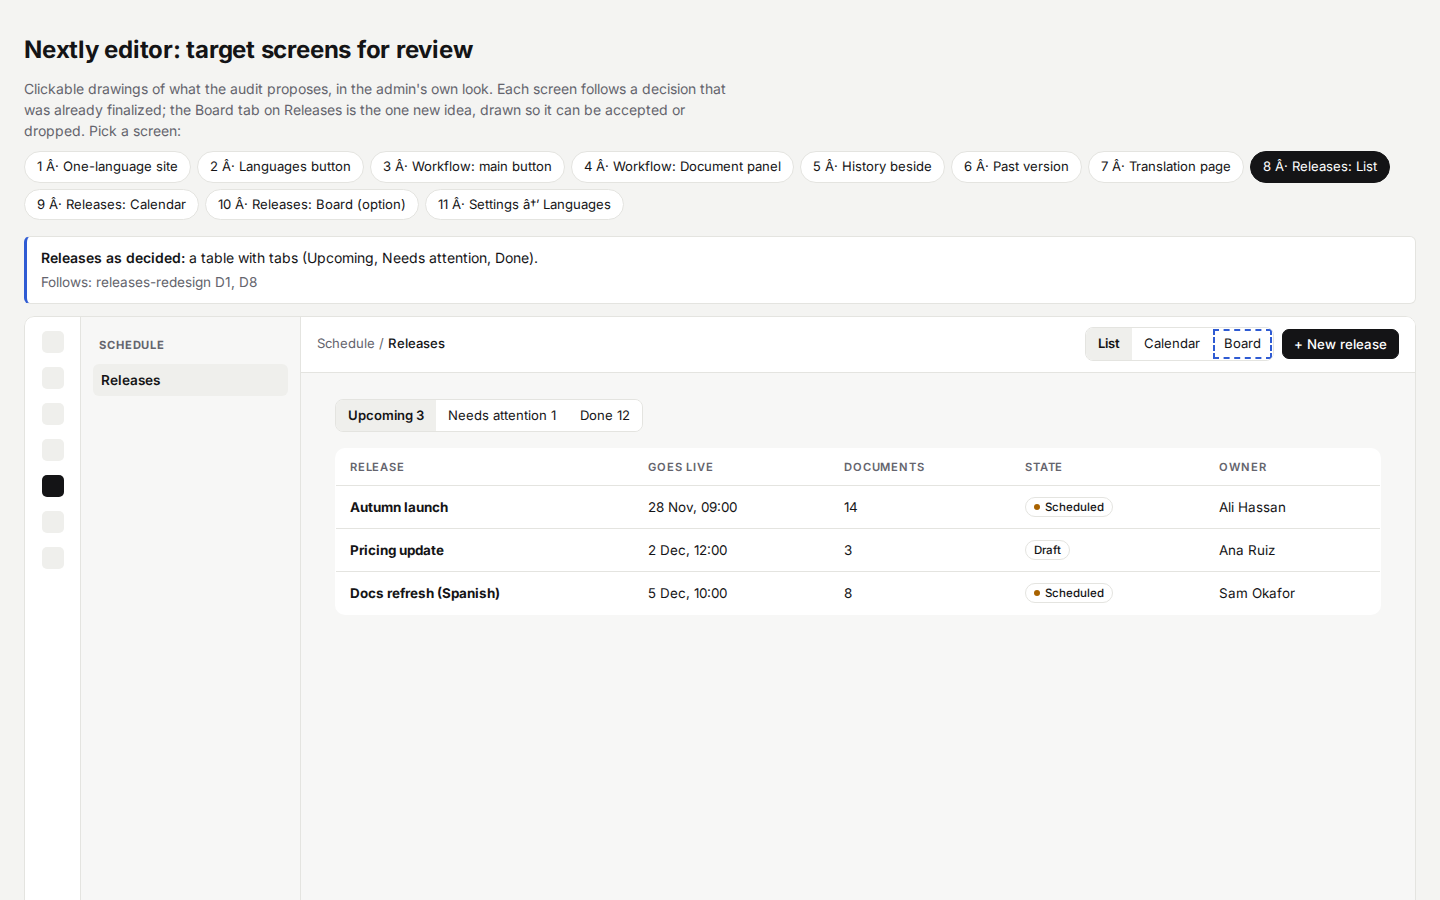 Nextly editor: target screens for review
Clickable drawings of what the audit proposes, in the admin's own look. Each screen follows a decision that
was already finalized; the Board tab on Releases is the one new idea, drawn so it can be accepted or
dropped. Pick a screen:
1 Â· One-language site
2 Â· Languages button
3 Â· Workflow: main button
4 Â· Workflow: Document panel
5 Â· History beside
6 Â· Past version
7 Â· Translation page
8 Â· Releases: List
9 Â· Releases: Calendar
10 Â· Releases: Board (option)
11 Â· Settings â†’ Languages
Releases as decided: a table with tabs (Upcoming, Needs attention, Done).
Follows: releases-redesign D1, D8
SCHEDULE
Releases
Schedule / Releases
List Calendar Board + New release
Upcoming 3 Needs attention 1 Done 12
RELEASE GOES LIVE DOCUMENTS STATE OWNER
Autumn launch 28 Nov, 09:00 14 Scheduled Ali Hassan
Pricing update 2 Dec, 12:00 3 Draft Ana Ruiz
Docs refresh (Spanish) 5 Dec, 10:00 8 Scheduled Sam Okafor